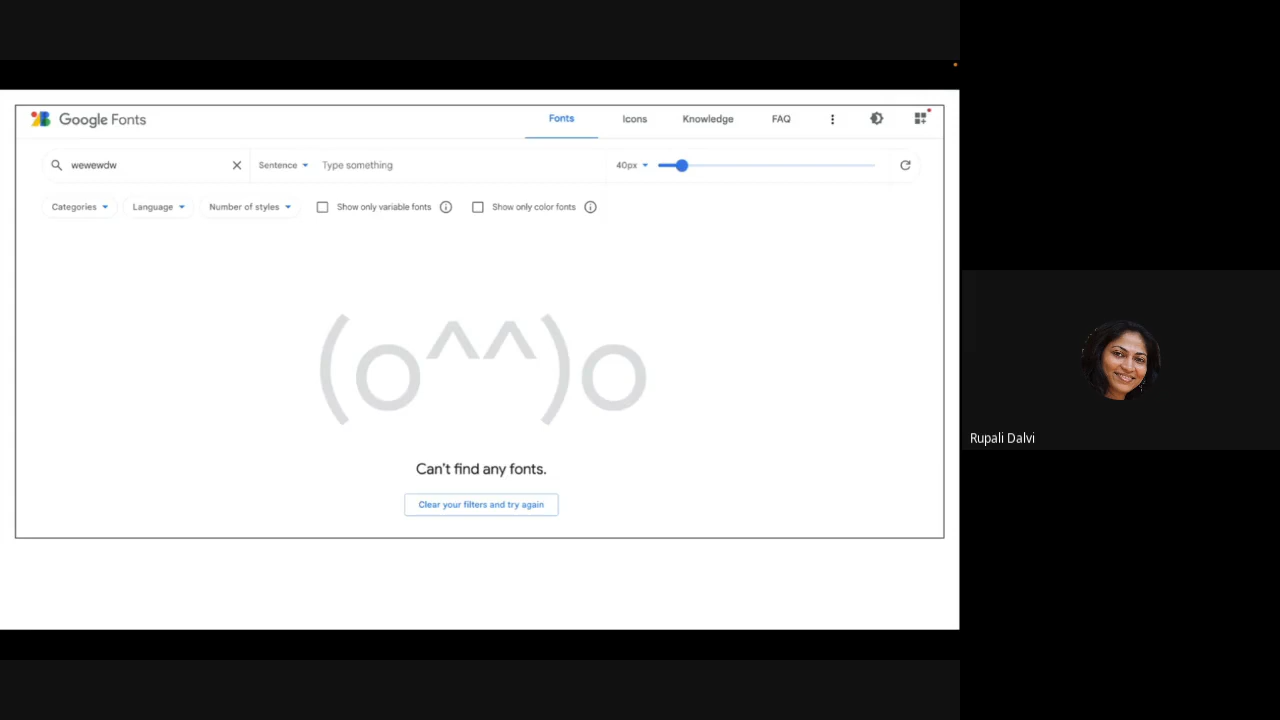 Google Fonts
Fonts
Icons
Knowledge
FAQ
wewewdw
Sentence
Type something
40px
Categories
Language
Number of styles
Show only variable fonts
Show only color fonts
(o^^)o
Can't find any fonts.
Clear your filters and try again
Rupali Dalvi